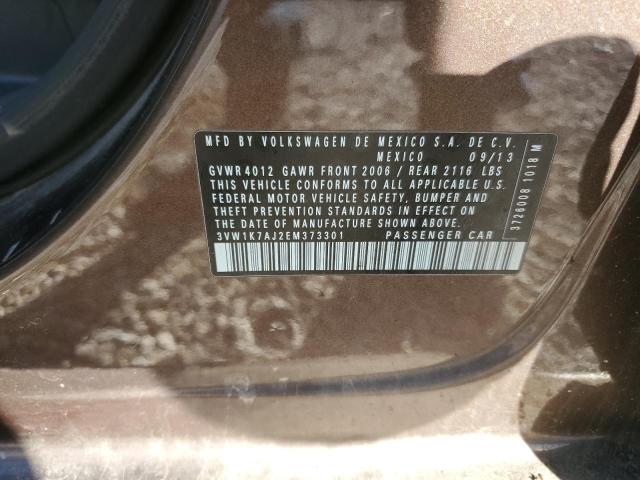 MFD BY VOLKSWAGEN DE MEXICO S.A. DE C.V.
MEXICO 09/13
GVWR 4012 GAWR FRONT 2006 / REAR 2116 LBS
THIS VEHICLE CONFORMS TO ALL APPLICABLE U.S.
FEDERAL MOTOR VEHICLE SAFETY, BUMPER AND
THEFT PREVENTION STANDARDS IN EFFECT ON
THE DATE OF MANUFACTURE SHOWN ABOVE
3VW1K7AJ2EM373301 PASSENGER CAR
3726008 1018 M